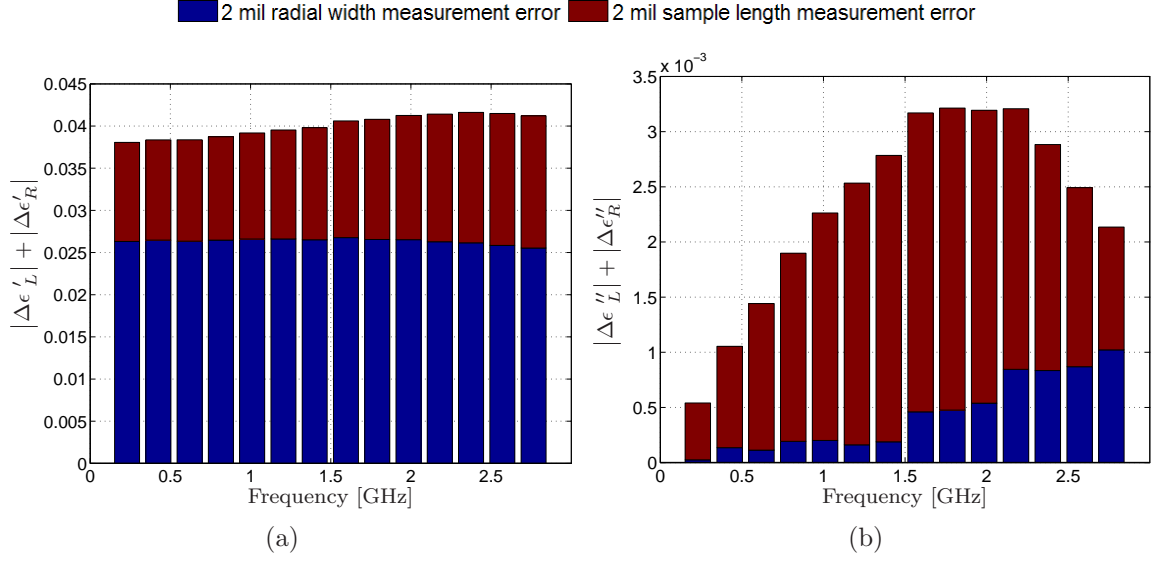 2 mil radial width measurement error 2 mil sample length measurement error
0.045
0.04
0.035
0.03
0.025
0.02
0.015
0.01
0.005
0
|Δϵ′L| + |Δϵ′R|
0 0.5 1 1.5 2 2.5
Frequency [GHz]
(a)
x 10⁻³
3.5
3
2.5
2
1.5
1
0.5
0
|Δϵ″L| + |Δϵ″R|
0 0.5 1 1.5 2 2.5
Frequency [GHz]
(b)